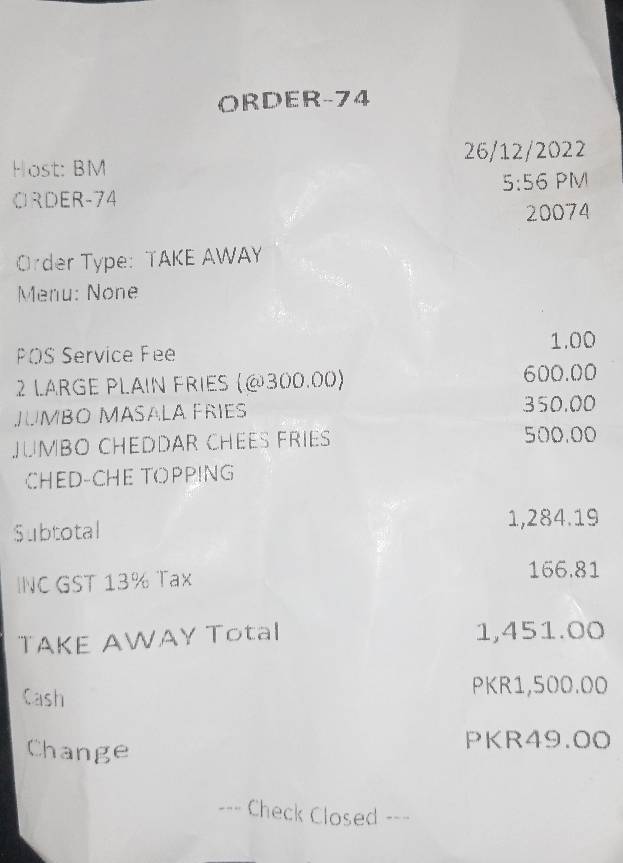 ORDER-74
Host: BM 26/12/2022
ORDER-74 5:56 PM
20074
Order Type: TAKE AWAY
Menu: None
POS Service Fee 1.00
2 LARGE PLAIN FRIES (@300.00) 600.00
JUMBO MASALA FRIES 350.00
JUMBO CHEDDAR CHEES FRIES 500.00
CHED-CHE TOPPING
Subtotal 1,284.19
INC GST 13% Tax 166.81
TAKE AWAY Total 1,451.00
Cash PKR1,500.00
Change PKR49.00
--- Check Closed ---